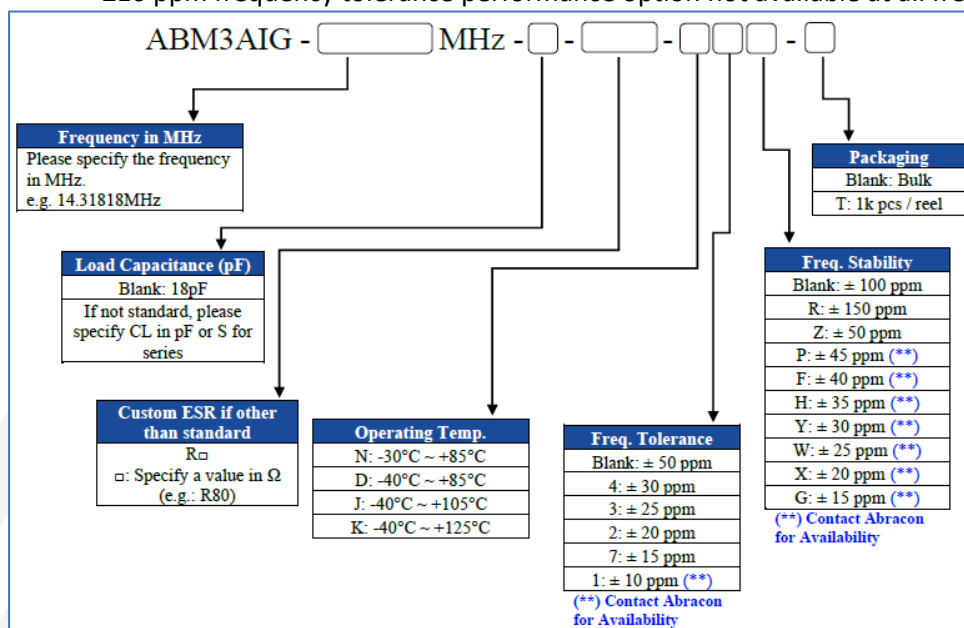 ABM3AIG - MHz - - - -
Frequency in MHz
Please specify the frequency
in MHz.
e.g. 14.31818MHz
Packaging
Blank: Bulk
T: 1k pcs / reel
Load Capacitance (pF)
Blank: 18pF
If not standard, please
specify CL in pF or S for
series
Freq. Stability
Blank: ± 100 ppm
R: ± 150 ppm
Z: ± 50 ppm
P: ± 45 ppm (**)
F: ± 40 ppm (**)
H: ± 35 ppm (**)
Y: ± 30 ppm (**)
W: ± 25 ppm (**)
X: ± 20 ppm (**)
G: ± 15 ppm (**)
(**) Contact Abracon
for Availability
Custom ESR if other
than standard
R□
□: Specify a value in Ω
(e.g.: R80)
Operating Temp.
N: -30°C ~ +85°C
D: -40°C ~ +85°C
J: -40°C ~ +105°C
K: -40°C ~ +125°C
Freq. Tolerance
Blank: ± 50 ppm
4: ± 30 ppm
3: ± 25 ppm
2: ± 20 ppm
7: ± 15 ppm
1: ± 10 ppm (**)
(**) Contact Abracon
for Availability